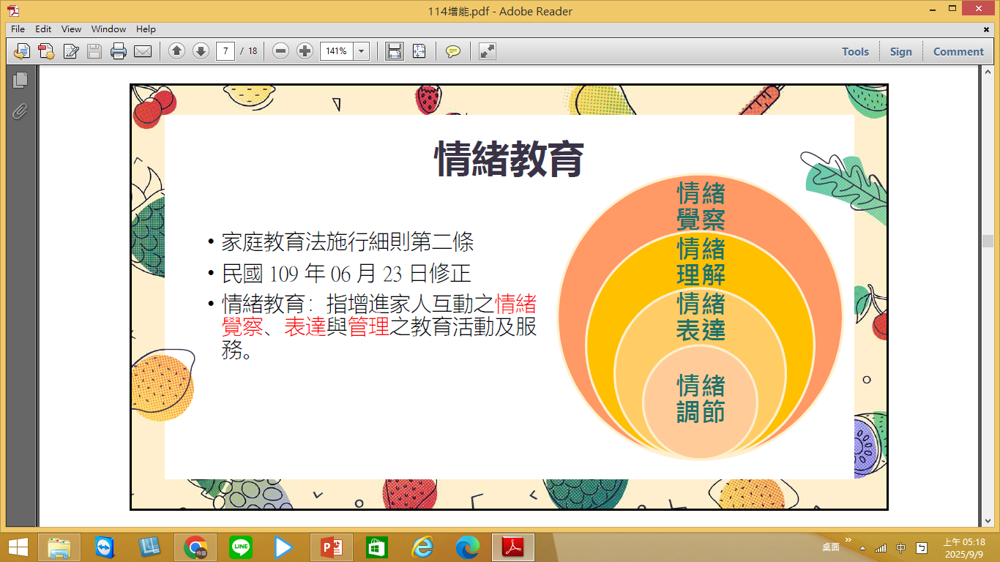 114增能.pdf - Adobe Reader
File Edit View Window Help
7 / 18 141% Tools Sign Comment
情緒教育
• 家庭教育法施行細則第二條
• 民國 109 年 06 月 23 日修正
• 情緒教育：指增進家人互動之情緒
覺察、表達與管理之教育活動及服
務。
情緒
覺察
情緒
理解
情緒
表達
情緒
調節
LINE
桌面
中
上午 05:18
2025/9/9